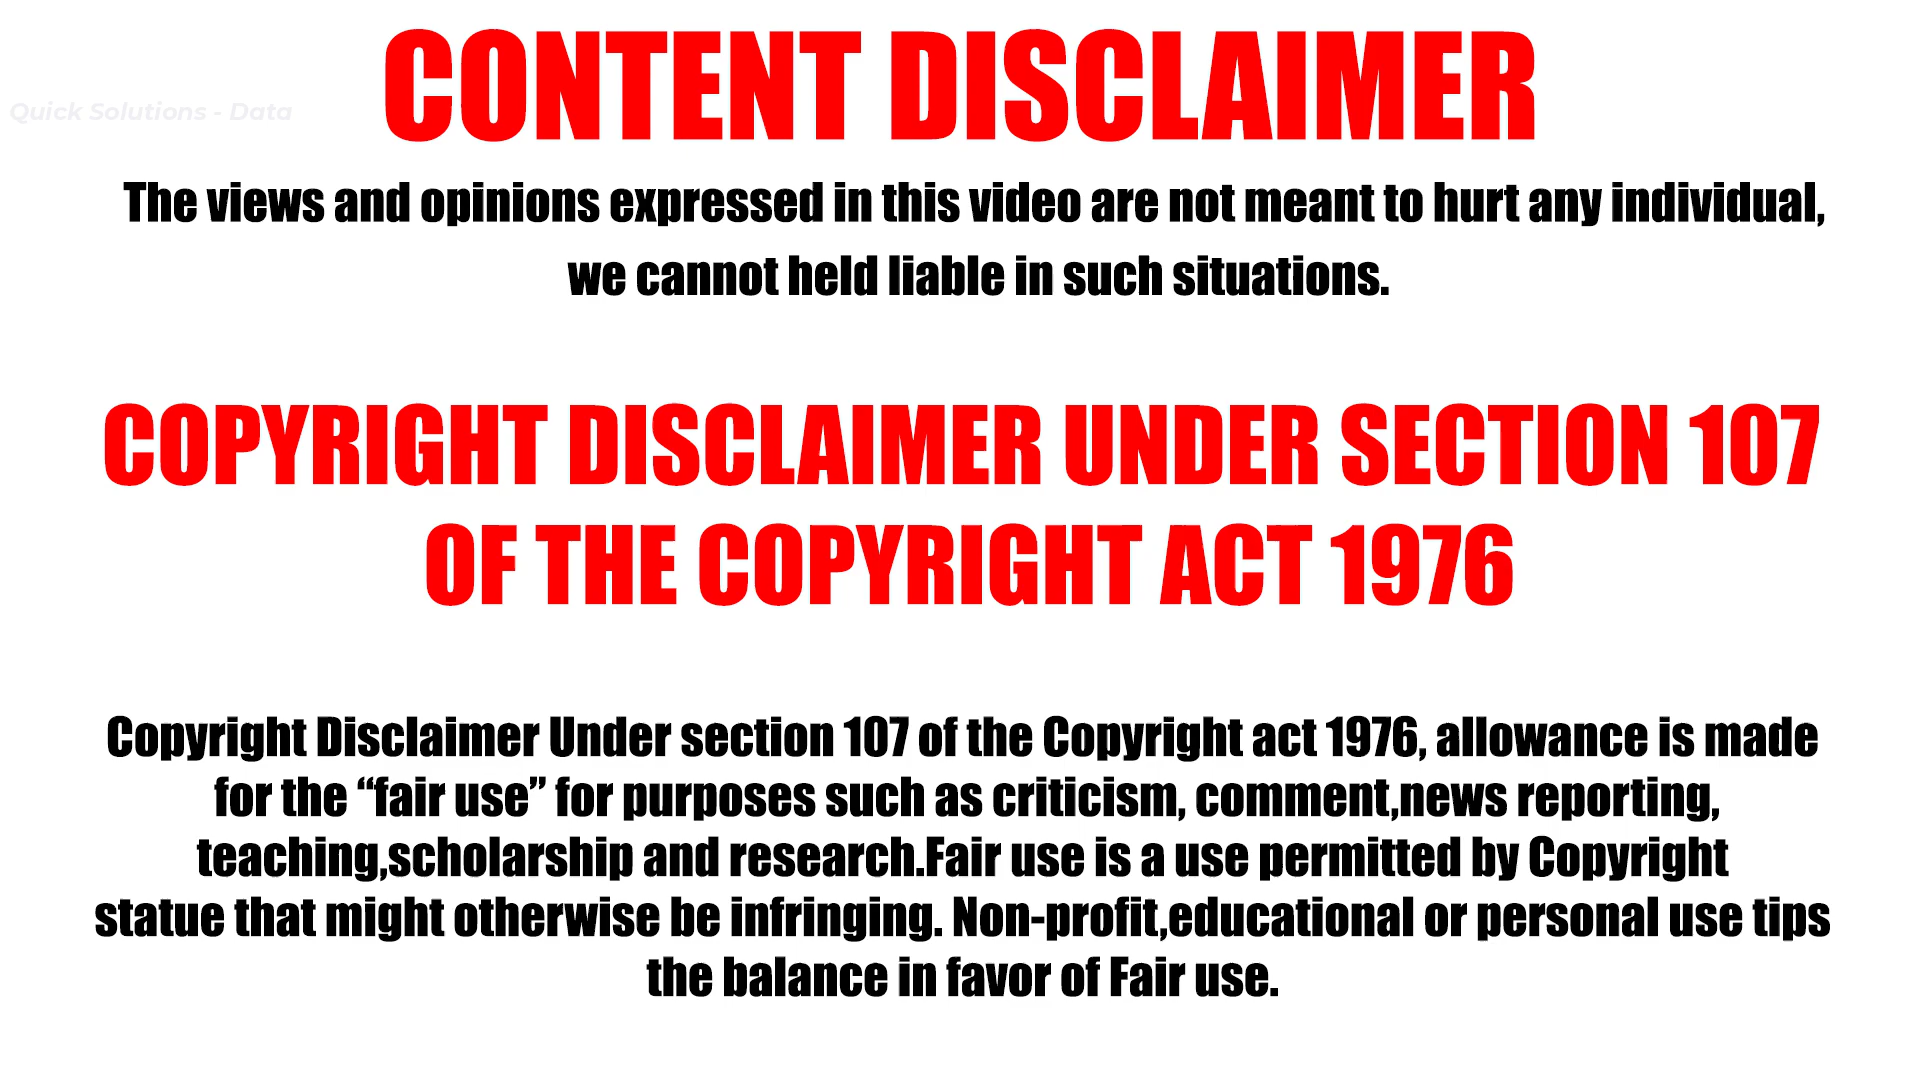 CONTENT DISCLAIMER
Quick Solutions - Data
The views and opinions expressed in this video are not meant to hurt any individual,
we cannot held liable in such situations.
COPYRIGHT DISCLAIMER UNDER SECTION 107
OF THE COPYRIGHT ACT 1976
Copyright Disclaimer Under section 107 of the Copyright act 1976, allowance is made
for the “fair use” for purposes such as criticism, comment,news reporting,
teaching,scholarship and research.Fair use is a use permitted by Copyright
statue that might otherwise be infringing. Non-profit,educational or personal use tips
the balance in favor of Fair use.